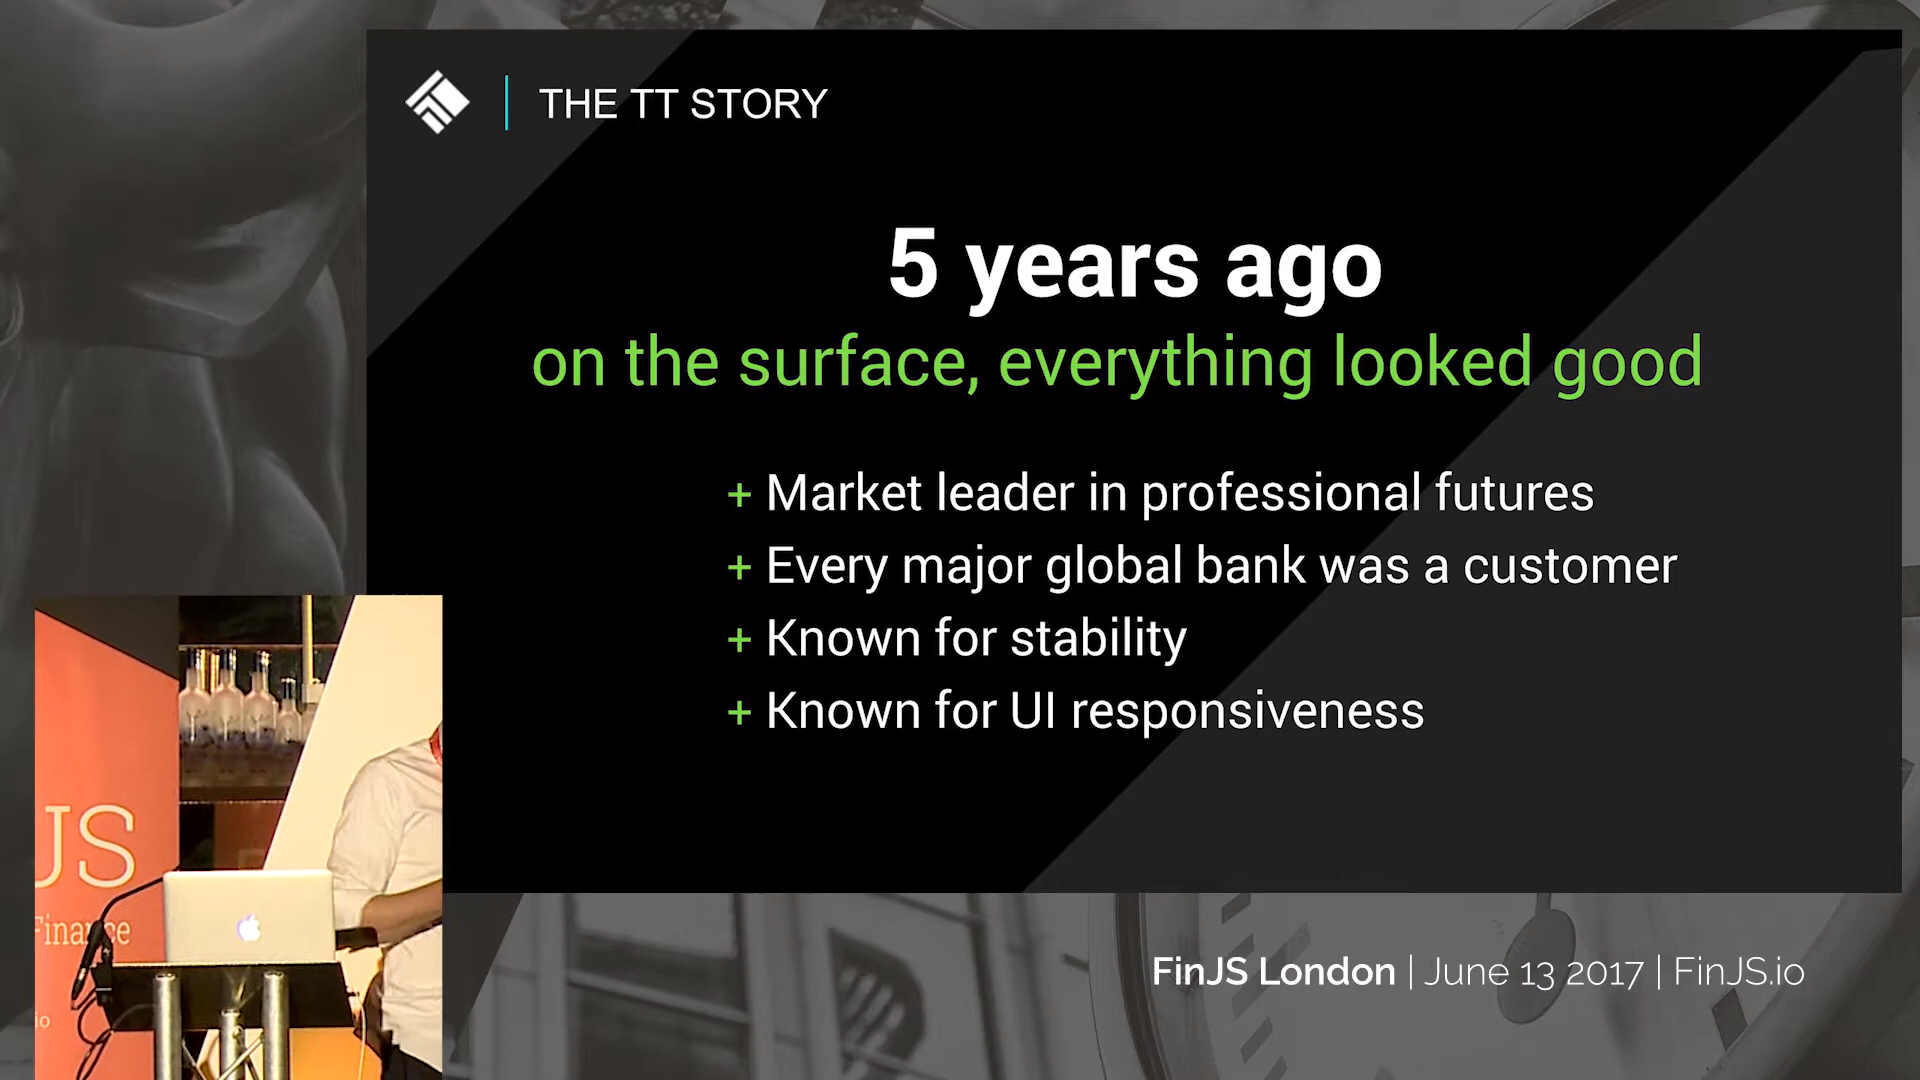 THE TT STORY
5 years ago
on the surface, everything looked good
+ Market leader in professional futures
+ Every major global bank was a customer
+ Known for stability
+ Known for UI responsiveness
JS
Finance
io
FinJS London | June 13 2017 | FinJS.io